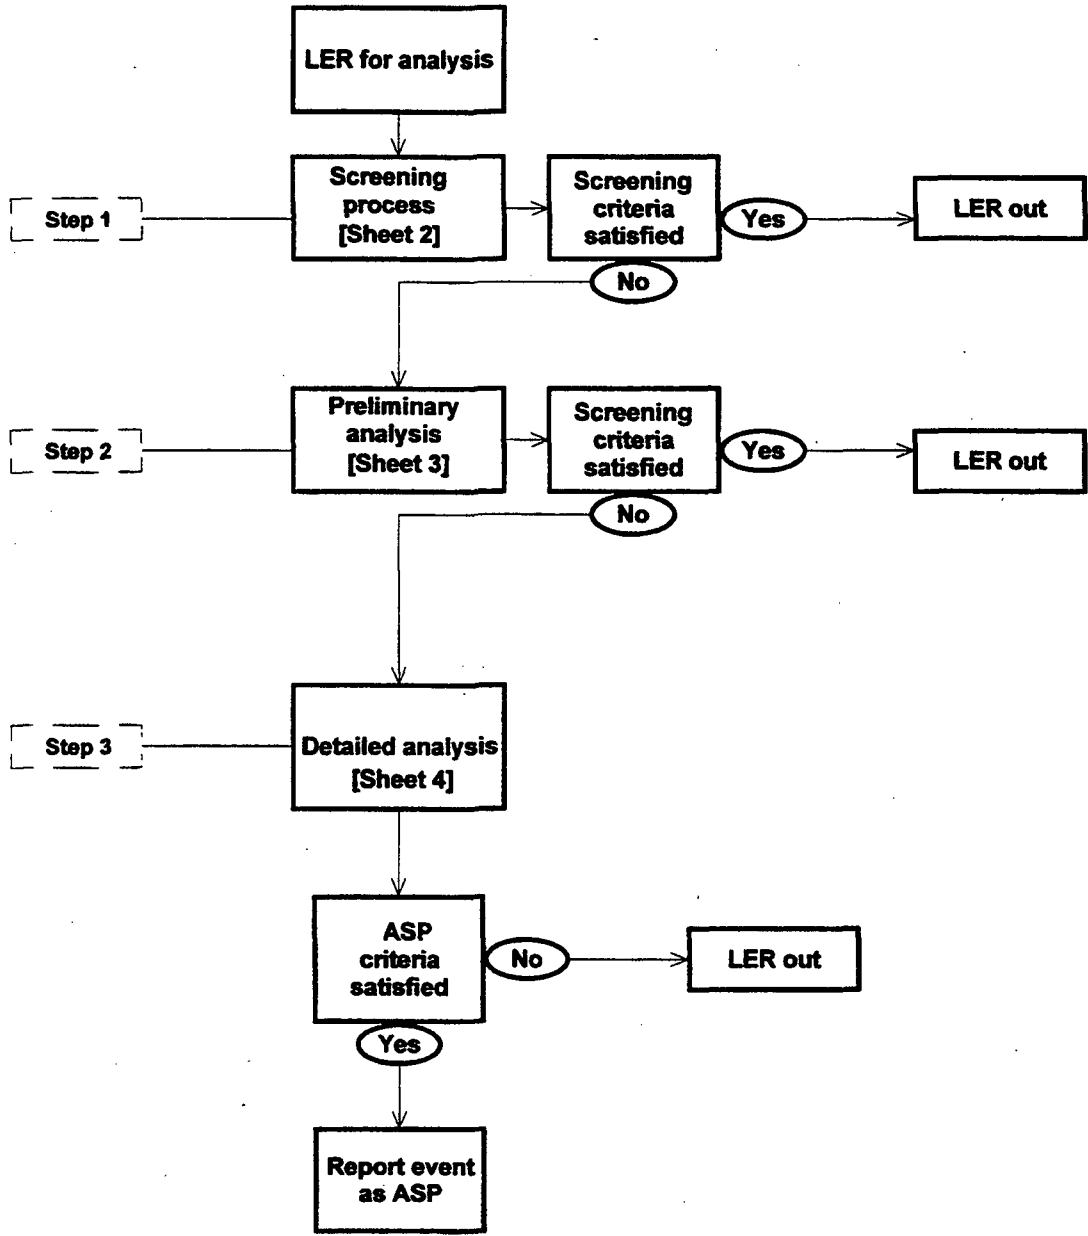 LER for analysis
Step 1
Screening
process
[Sheet 2]
Screening
criteria
satisfied
Yes
LER out
No
Step 2
Preliminary
analysis
[Sheet 3]
Screening
criteria
satisfied
Yes
LER out
No
Step 3
Detailed analysis
[Sheet 4]
ASP
criteria
satisfied
No
LER out
Yes
Report event
as ASP